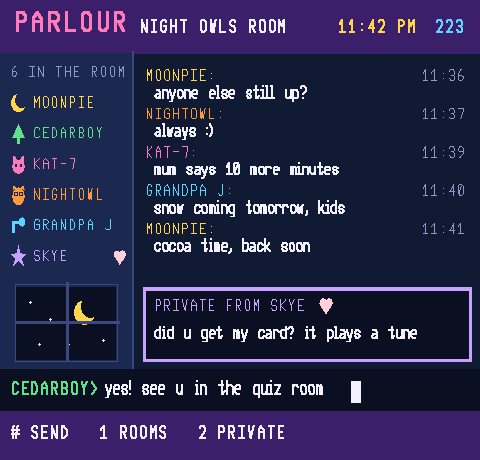 PARLOUR NIGHT OWLS ROOM 11:42 PM 223
6 IN THE ROOM
MOONPIE
CEDARBOY
KAT-7
NIGHTOWL
GRANDPA J
SKYE
MOONPIE: 11:36
anyone else still up?
NIGHTOWL: 11:37
always :)
KAT-7: 11:39
mum says 10 more minutes
GRANDPA J: 11:40
snow coming tomorrow, kids
MOONPIE: 11:41
cocoa time, back soon
PRIVATE FROM SKYE
did u get my card? it plays a tune
CEDARBOY> yes! see u in the quiz room
# SEND 1 ROOMS 2 PRIVATE